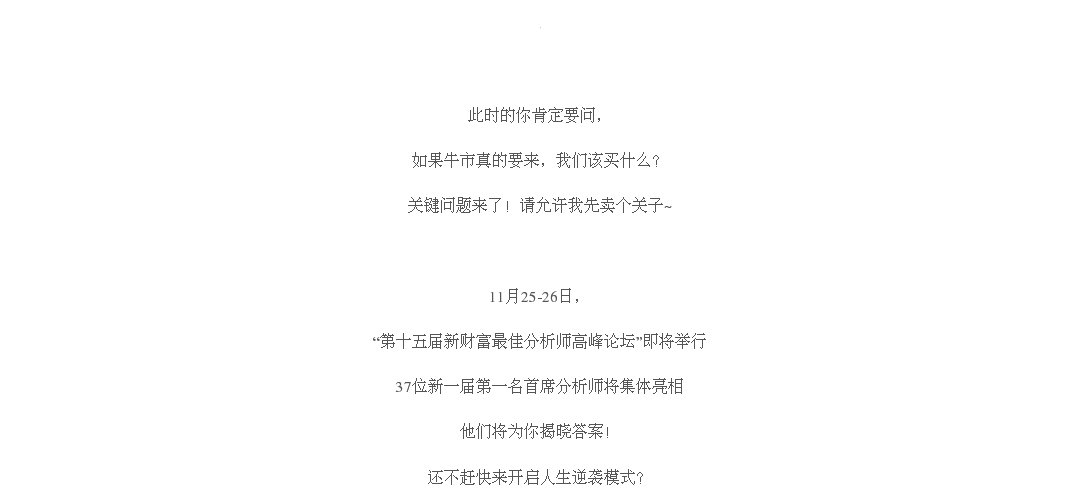 此时的你肯定要问，
如果牛市真的要来，我们该买什么？
关键问题来了！请允许我先卖个关子~
11月25-26日，
“第十五届新财富最佳分析师高峰论坛”即将举行
37位新一届第一名首席分析师将集体亮相
他们将为你揭晓答案！
还不赶快来开启人生逆袭模式？